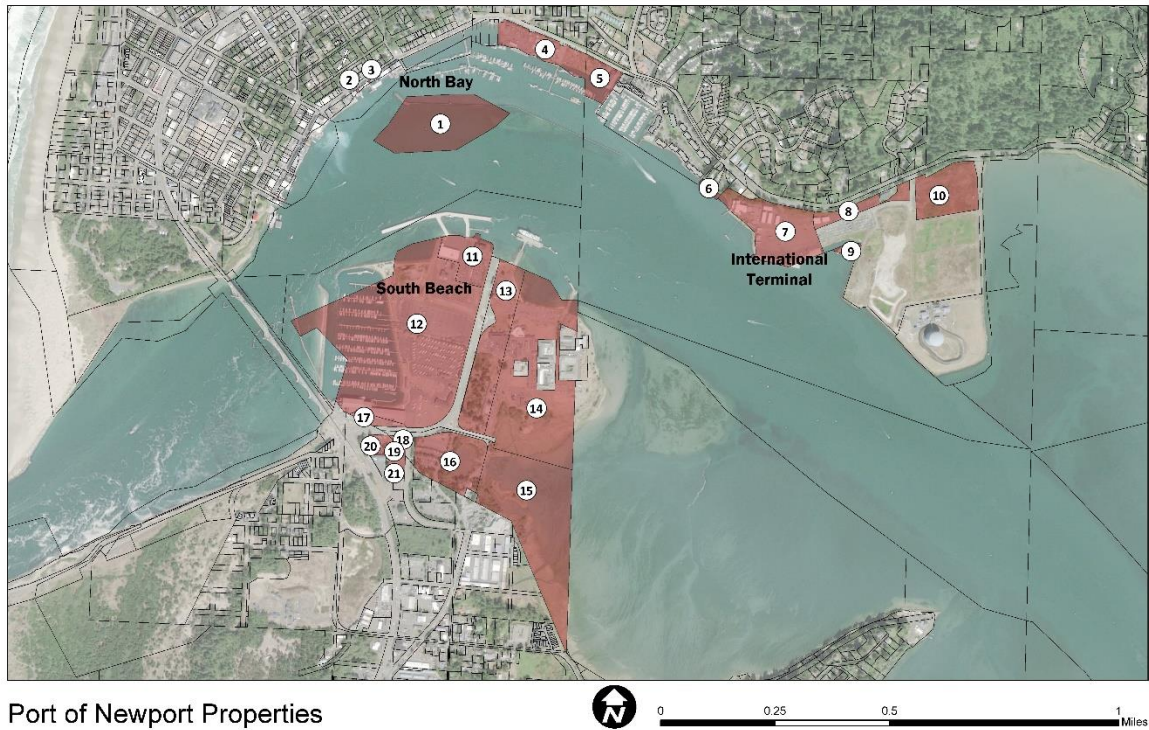 4
3
2
5
North Bay
1
6
10
8
7
9
11
International
Terminal
13
South Beach
12
14
17
18
20
19
16
21
15
Port of Newport Properties
N
0 0.25 0.5 1
Miles